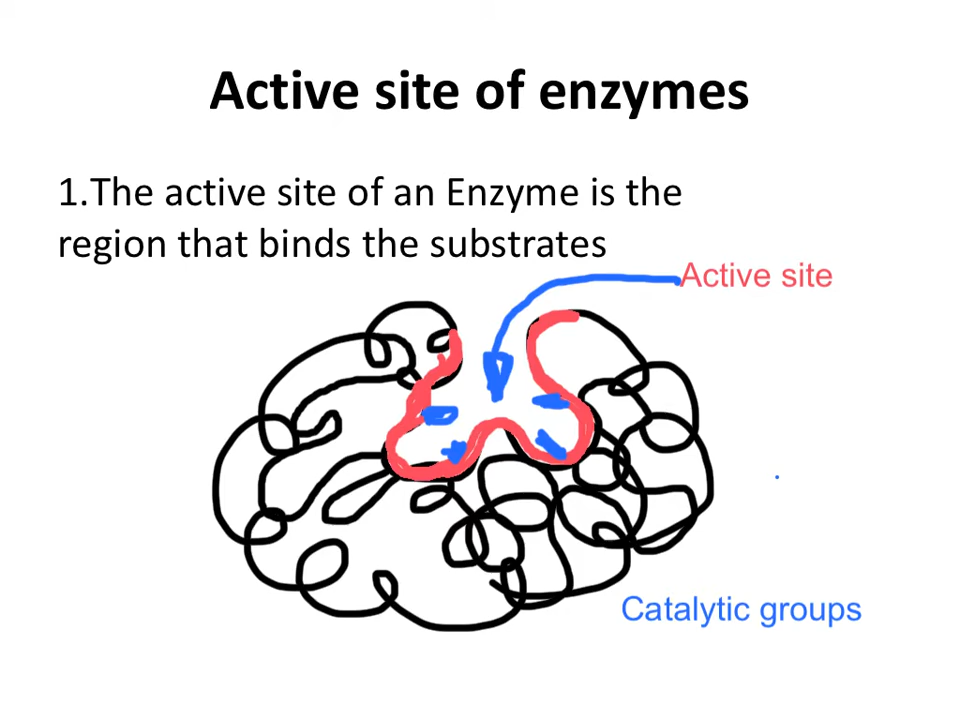 Active site of enzymes
1.The active site of an Enzyme is the
region that binds the substrates
Active site
Catalytic groups